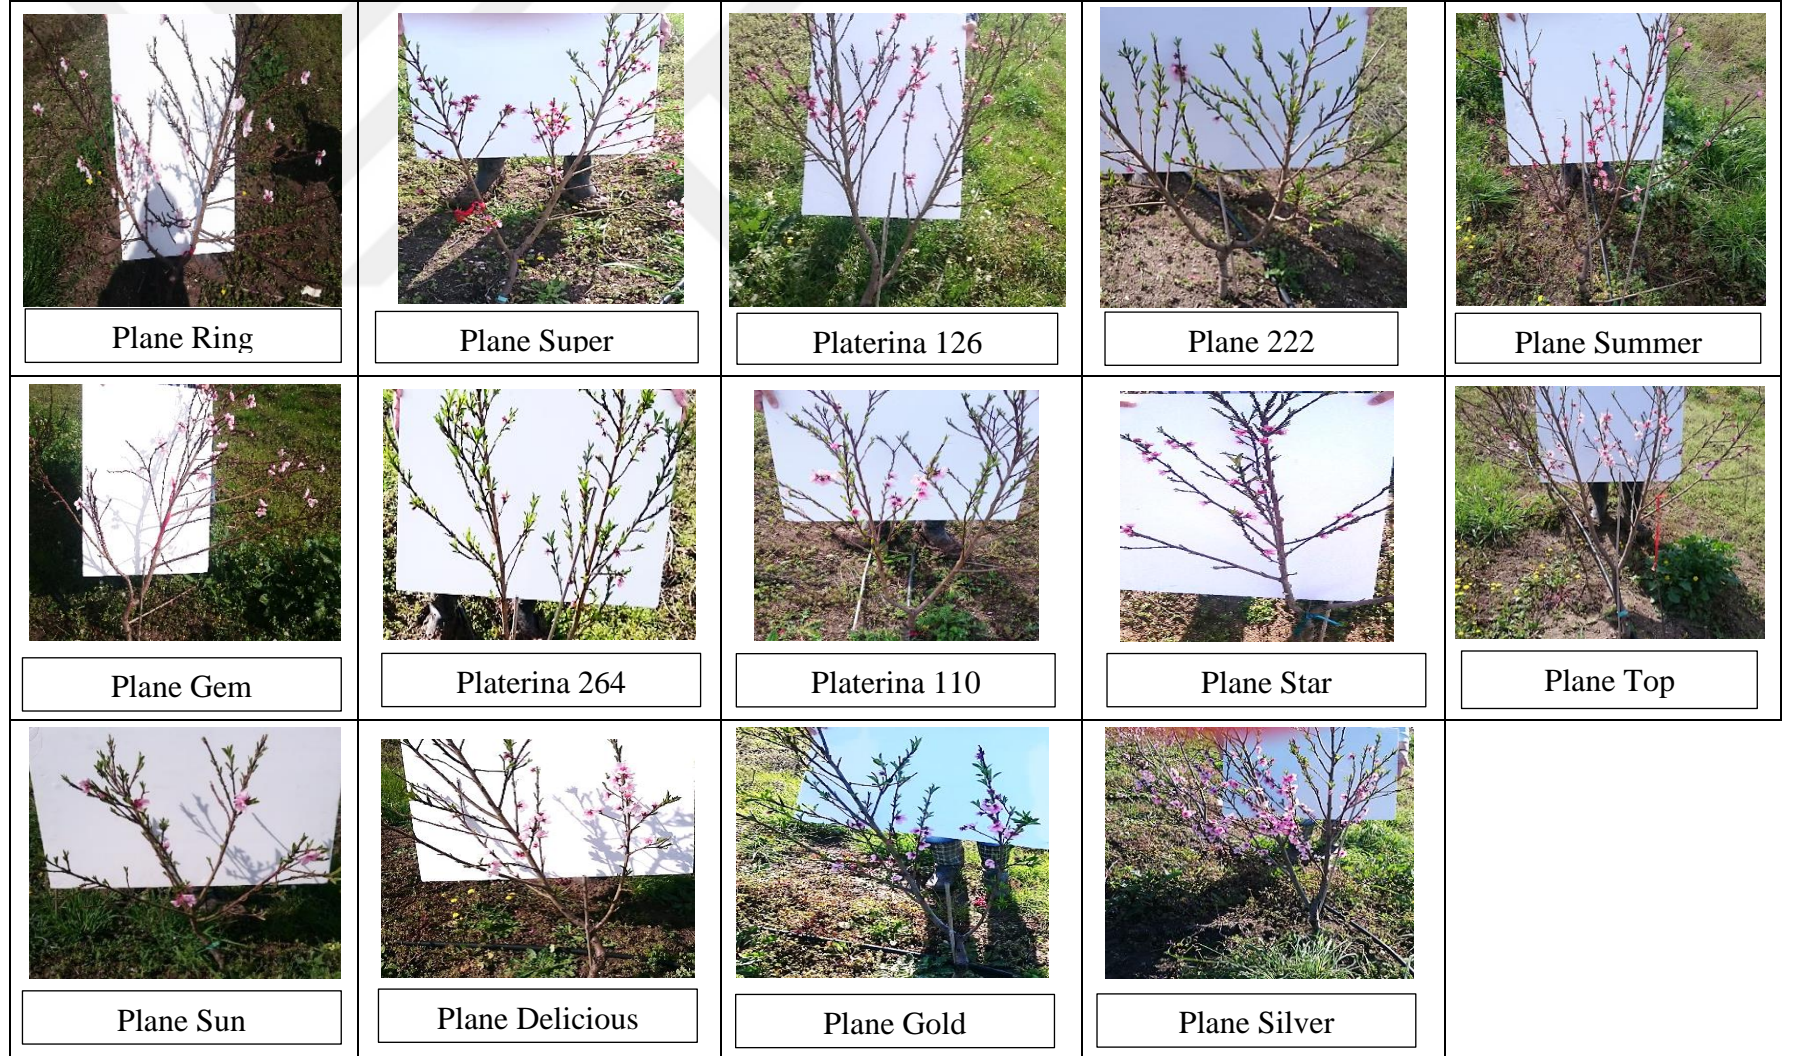 Plane Ring
Plane Super
Platerina 126
Plane 222
Plane Summer
Plane Gem
Platerina 264
Platerina 110
Plane Star
Plane Top
Plane Sun
Plane Delicious
Plane Gold
Plane Silver